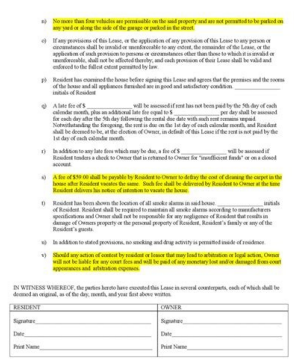 n) No more than four vehicles are permissible on the said property and are not permitted to be parked on
any yard or along the side of the garage or parked in the street.
o) If any provisions of this Lease, or the application of any provision of this Lease to any person or
circumstances shall be invalid or unenforceable to any extent, the remainder of the Lease, or the
application of such provision to persons or circumstances other than those to which it is invalid or
unenforceable, shall not be affected thereby, and each provision of their Lease shall be valid and
enforced to the fullest extent permitted by law.
p) Resident has examined the house before signing this Lease and agrees that the premises and the rooms
of the house and all appliances furnished are in good and satisfactory condition. ____________
initials of Resident
q) A late fee of $ ____________ will be assessed if rent has not been paid by the 5th day of each
calendar month, plus an additional late fee equal to $ ____________ per day shall be assessed
for each day after the 5th day following the rental due date with such rent remains unpaid.
Notwithstanding the foregoing, the rent is due on the 1st day of each calendar month, and Resident
shall be deemed to be, at the election of Owner, in default of this Lease if the rent is not paid by the
1st day of each calendar month.
r) In addition to any late fees which may be due, a fee of $ ____________ will be assessed if
Resident tenders a check to Owner that is returned to Owner for "insufficient funds" or on a closed
account
s) A fee of $50.00 shall be payable by Resident to Owner to defray the cost of cleaning the carpet in the
house after Resident vacates the same. Such fee shall be delivered by Resident to Owner at the time
Resident delivers his notice of intention to vacate the house.
t) Resident has been shown the location of all smoke alarms in said house. ____________ initials
of Resident. Resident shall be required to maintain all smoke alarms according to manufacturers
specifications and Owner shall not be responsible for any negligence of Resident that results in
damage of Owners property or the personal property of Resident, Resident's family or any of the
Resident's guests.
u) In addition to stated provisions, no smoking and drug activity is permitted inside of residence.
v) Should any action of contest by resident or lessor that may lead to arbitration or legal action, Owner
will not be liable for any court fees and will be paid of any monetary lost and/or damaged from court
appearances and arbitration expenses.
IN WITNESS WHEREOF, the parties hereto have executed this Lease in several counterparts, each of which shall be
deemed an original, as of the day, month, and year first above written.
RESIDENT OWNER
Signature____________ Signature____________
Date____________ Date____________
Print Name____________ Print Name____________